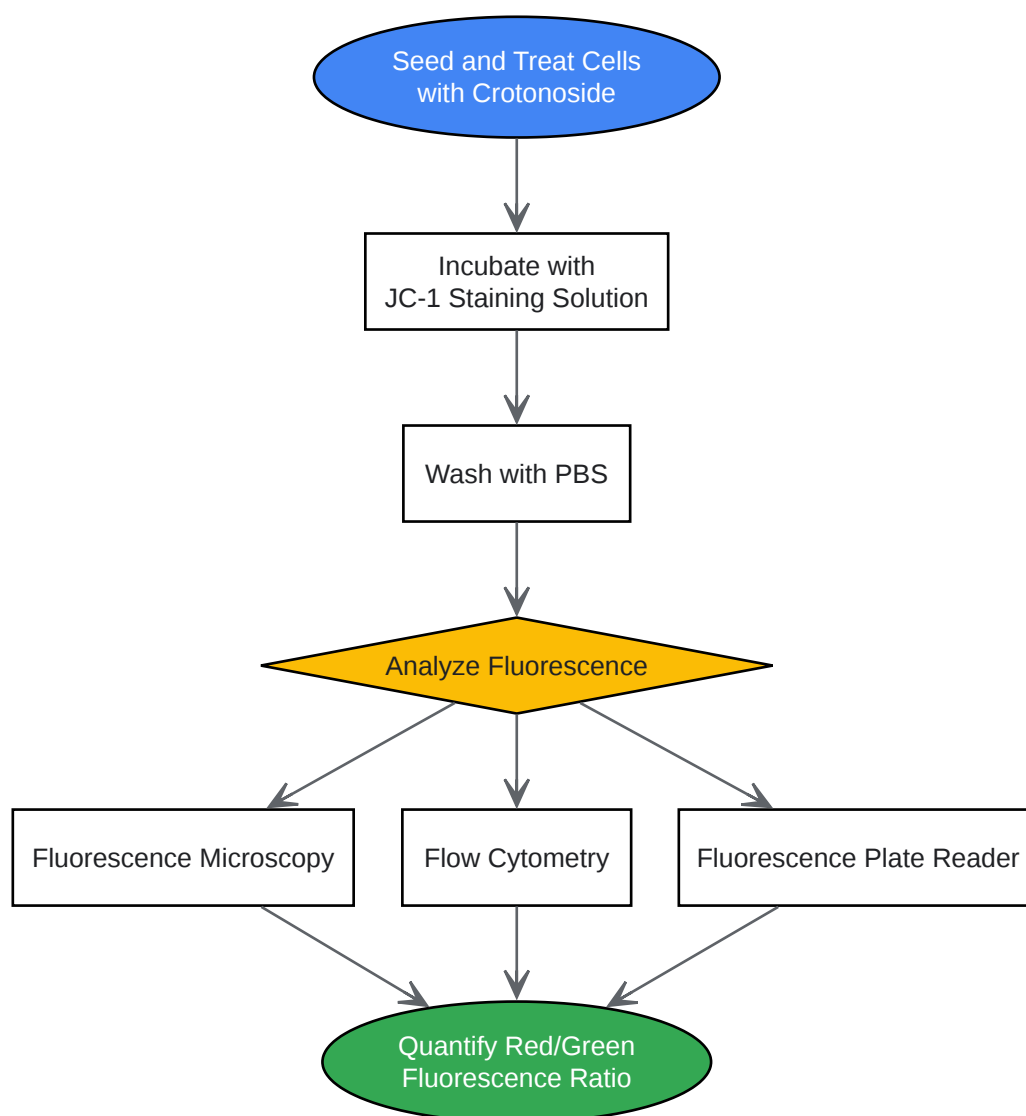 Seed and Treat Cells
with Crotonoside
Incubate with
JC-1 Staining Solution
Wash with PBS
Analyze Fluorescence
Fluorescence Microscopy
Flow Cytometry
Fluorescence Plate Reader
Quantify Red/Green
Fluorescence Ratio